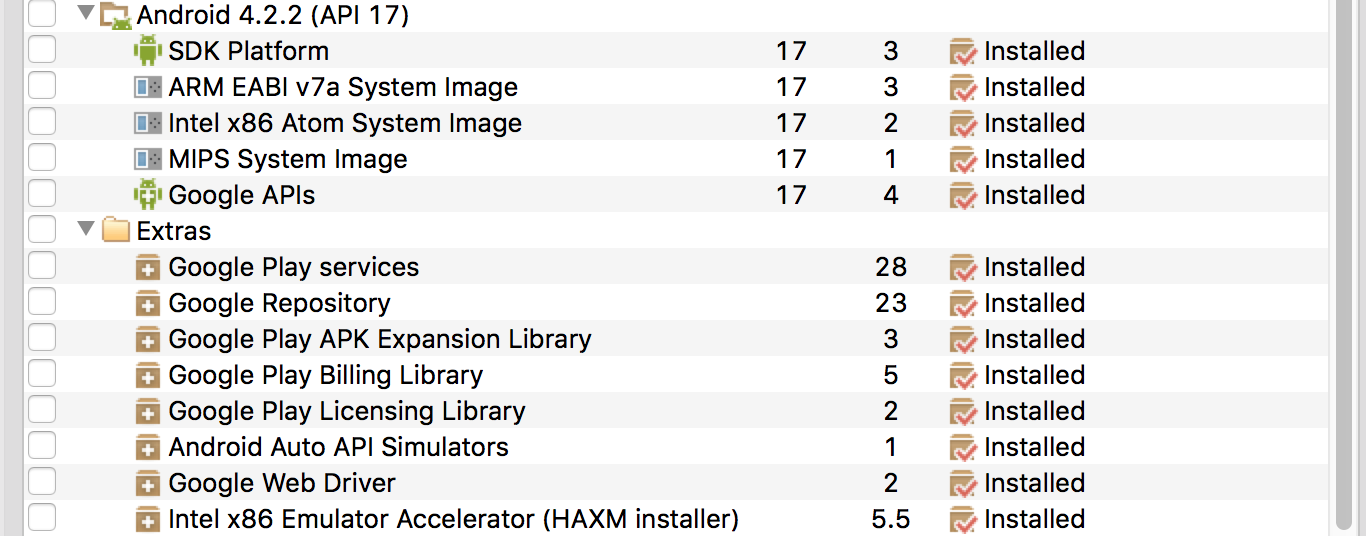 Android 4.2.2 (API 17)
SDK Platform 17 3 Installed
ARM EABI v7a System Image 17 3 Installed
Intel x86 Atom System Image 17 2 Installed
MIPS System Image 17 1 Installed
Google APIs 17 4 Installed
Extras
Google Play services 28 Installed
Google Repository 23 Installed
Google Play APK Expansion Library 3 Installed
Google Play Billing Library 5 Installed
Google Play Licensing Library 2 Installed
Android Auto API Simulators 1 Installed
Google Web Driver 2 Installed
Intel x86 Emulator Accelerator (HAXM installer) 5.5 Installed